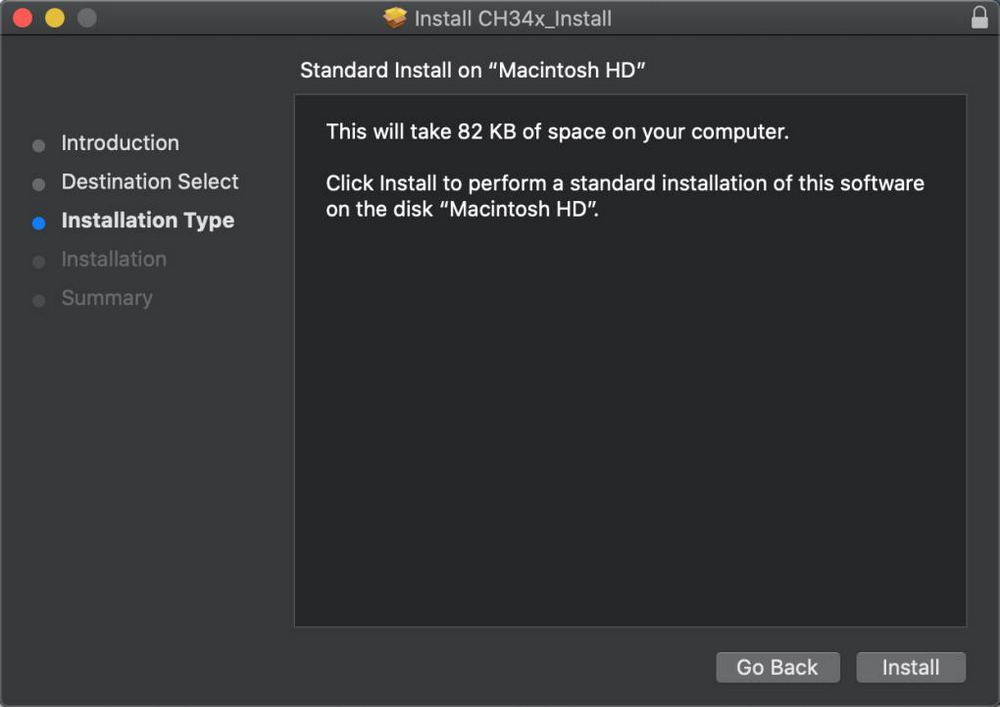 Install CH34x_Install
Standard Install on “Macintosh HD”
Introduction
Destination Select
Installation Type
Installation
Summary
This will take 82 KB of space on your computer.
Click Install to perform a standard installation of this software
on the disk “Macintosh HD”.
Go Back
Install